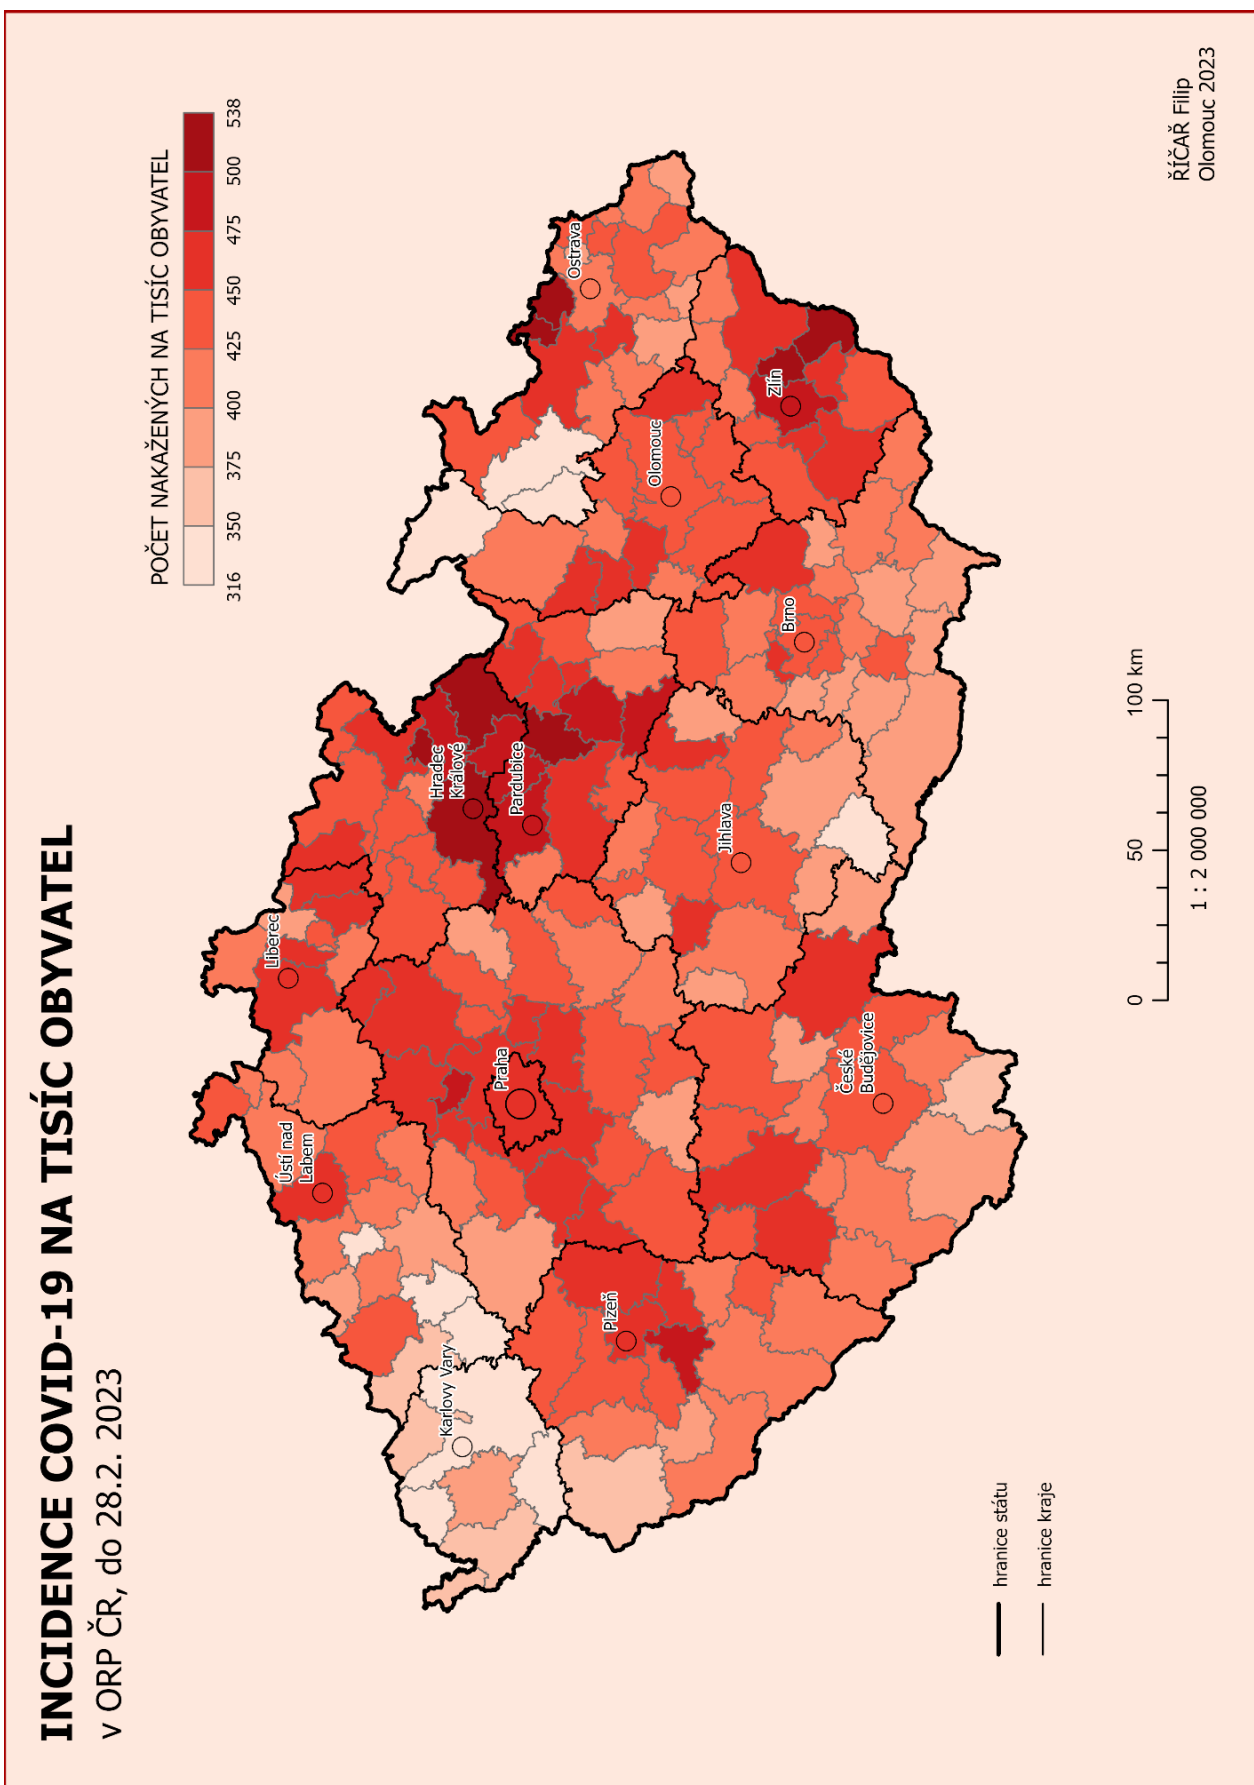 INCIDENCE COVID-19 NA TISÍC OBYVATEL
v ORP ČR, do 28.2. 2023
POČET NAKAŽENÝCH NA TISÍC OBYVATEL
316 350 375 400 425 450 475 500 538
Liberec
Ústí nad
Labem
Karlovy Vary
Hradec
Králové
Praha
Pardubice
Ostrava
Plzeň
Olomouc
Jihlava
Zlín
Brno
České
Budějovice
hranice státu
hranice kraje
0 50 100 km
1 : 2 000 000
ŘÍČAŘ Filip
Olomouc 2023